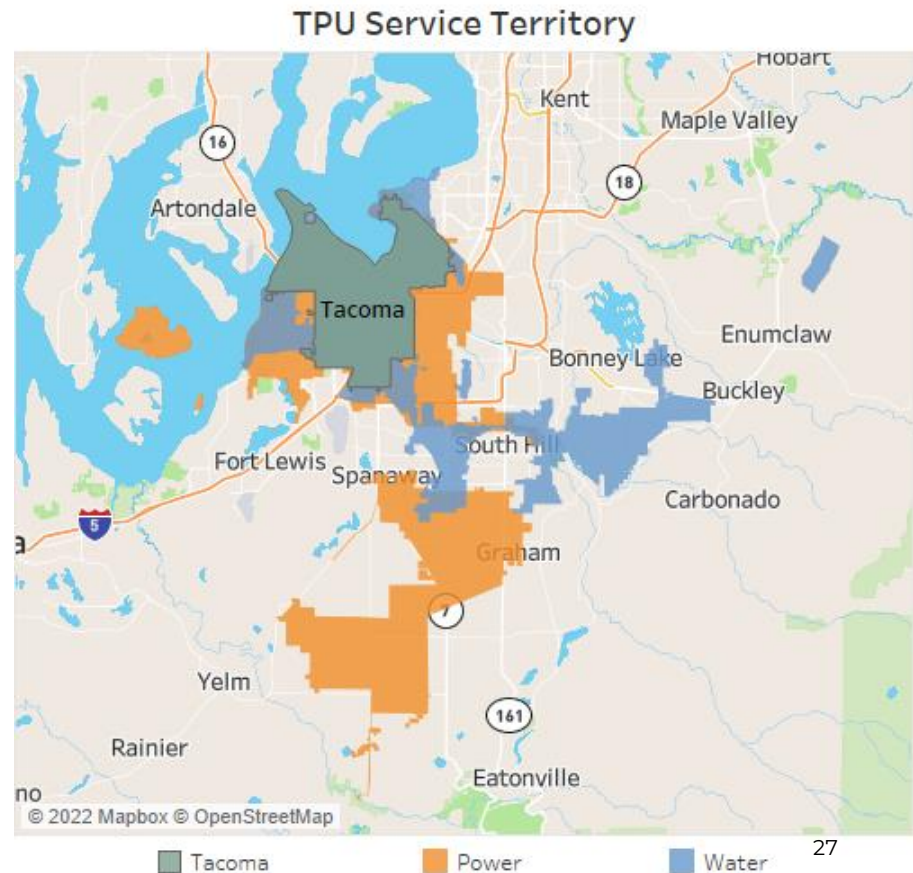 TPU Service Territory
Hobart
Kent
Maple Valley
16
18
Artondale
Tacoma
Enumclaw
Bonney Lake
Buckley
South Hill
Fort Lewis
Spanaway
Carbonado
5
a
Graham
7
Yelm
161
Rainier
Eatonville
no
© 2022 Mapbox © OpenStreetMap
27
Tacoma Power Water